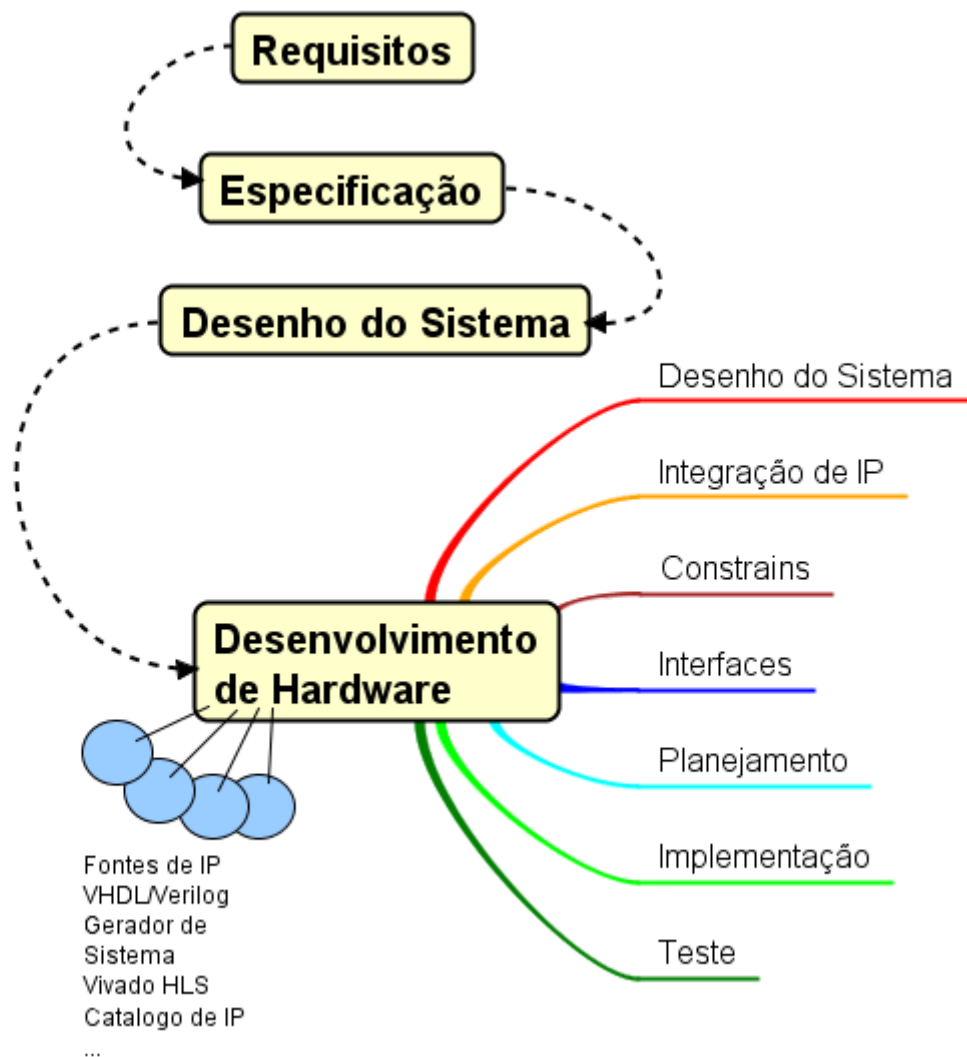 Requisitos
Especificação
Desenho do Sistema
Desenho do Sistema
Integração de IP
Constrains
Desenvolvimento
de Hardware
Interfaces
Planejamento
Implementação
Teste
Fontes de IP
VHDL/Verilog
Gerador de
Sistema
Vivado HLS
Catalogo de IP
...